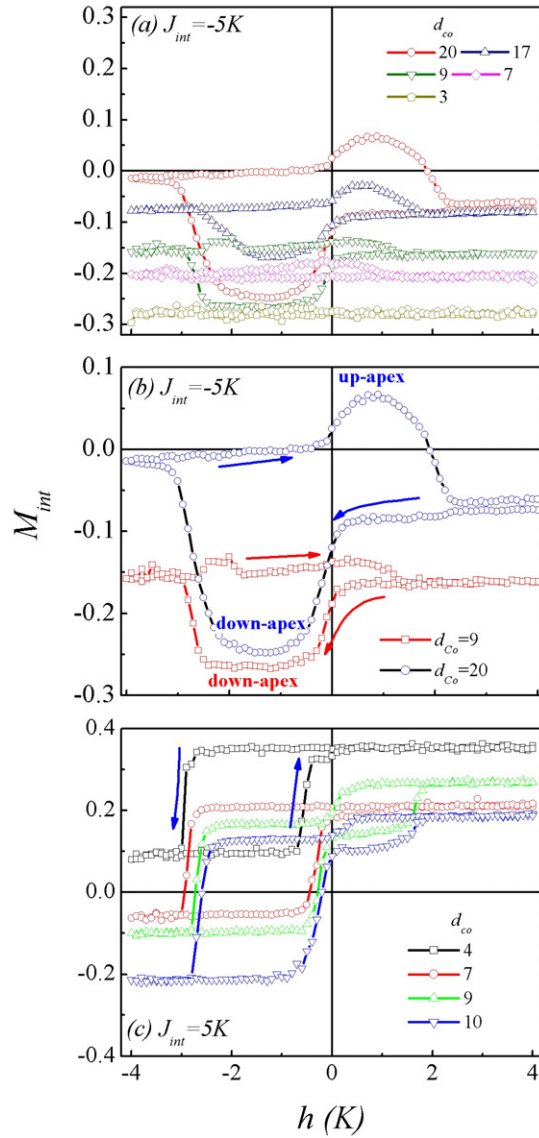 (a) J_int=-5K
d_co
20 17
9 7
3
0.3
0.2
0.1
0.0
-0.1
-0.2
-0.3
(b) J_int=-5K
up-apex
0.1
0.0
-0.1
-0.2
-0.3
M_int
down-apex
down-apex
d_Co=9
d_Co=20
0.4
0.2
0.0
-0.2
-0.4
d_co
4
7
9
10
(c) J_int=5K
-4 -2 0 2 4
h (K)